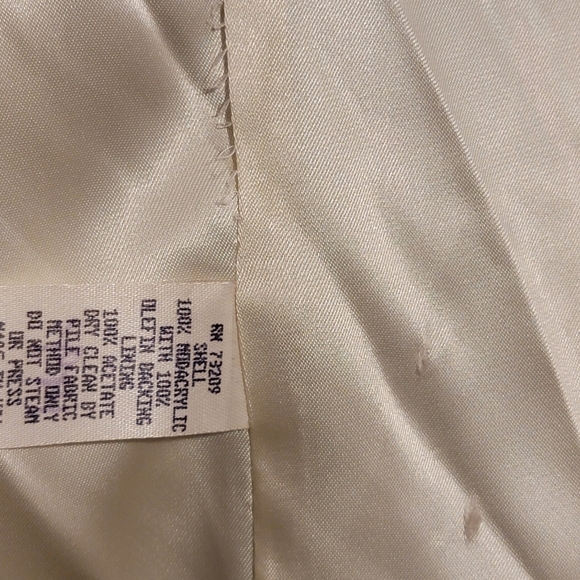 RN 73209
SHELL
100% MODACRYLIC
WITH 100%
OLEFIN BACKING
LINING
100% ACETATE
DRY CLEAN BY
PILE FABRIC
METHOD ONLY
DO NOT STEAM
OR PRESS